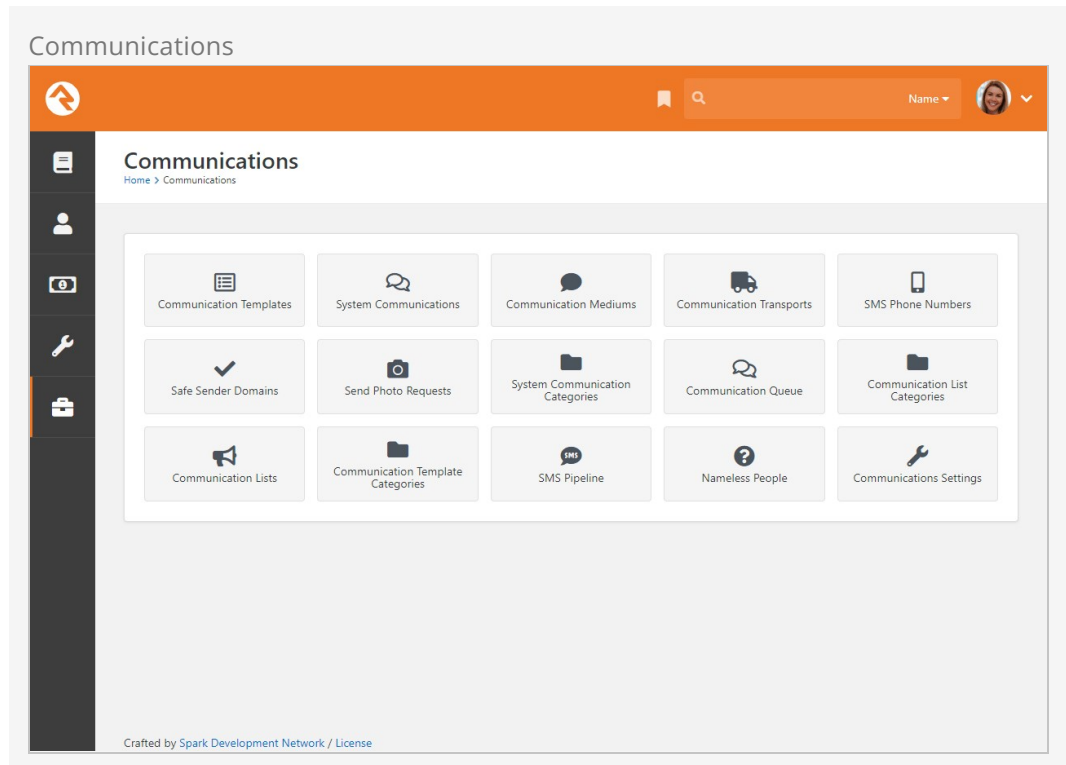 Communications
Name
Communications
Home > Communications
Communication Templates
System Communications
Communication Mediums
Communication Transports
SMS Phone Numbers
Safe Sender Domains
Send Photo Requests
System Communication
Categories
Communication Queue
Communication List
Categories
Communication Lists
Communication Template
Categories
SMS
SMS Pipeline
Nameless People
Communications Settings
Crafted by Spark Development Network / License